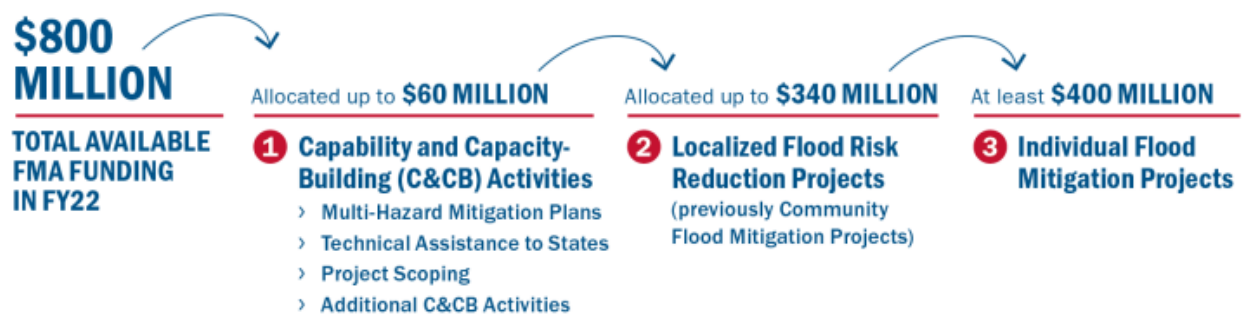 $800
MILLION
TOTAL AVAILABLE
FMA FUNDING
IN FY22
Allocated up to $60 MILLION
1 Capability and Capacity-
Building (C&CB) Activities
› Multi-Hazard Mitigation Plans
› Technical Assistance to States
› Project Scoping
› Additional C&CB Activities
Allocated up to $340 MILLION
2 Localized Flood Risk
Reduction Projects
(previously Community
Flood Mitigation Projects)
At least $400 MILLION
3 Individual Flood
Mitigation Projects